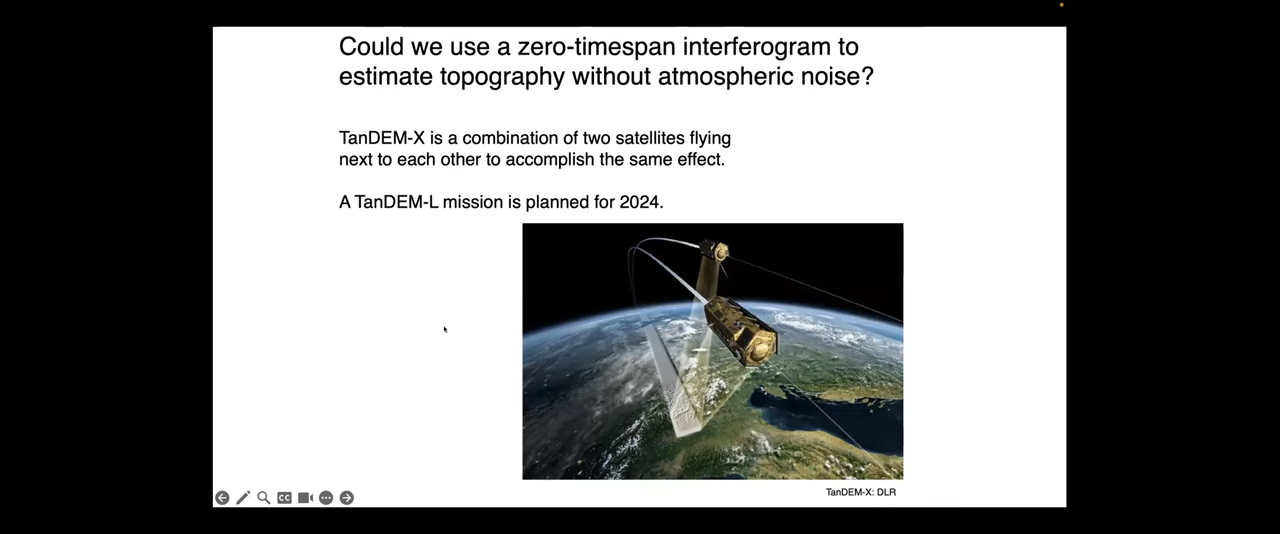 Could we use a zero-timespan interferogram to
estimate topography without atmospheric noise?
TanDEM-X is a combination of two satellites flying
next to each other to accomplish the same effect.
A TanDEM-L mission is planned for 2024.
TanDEM-X: DLR
CC